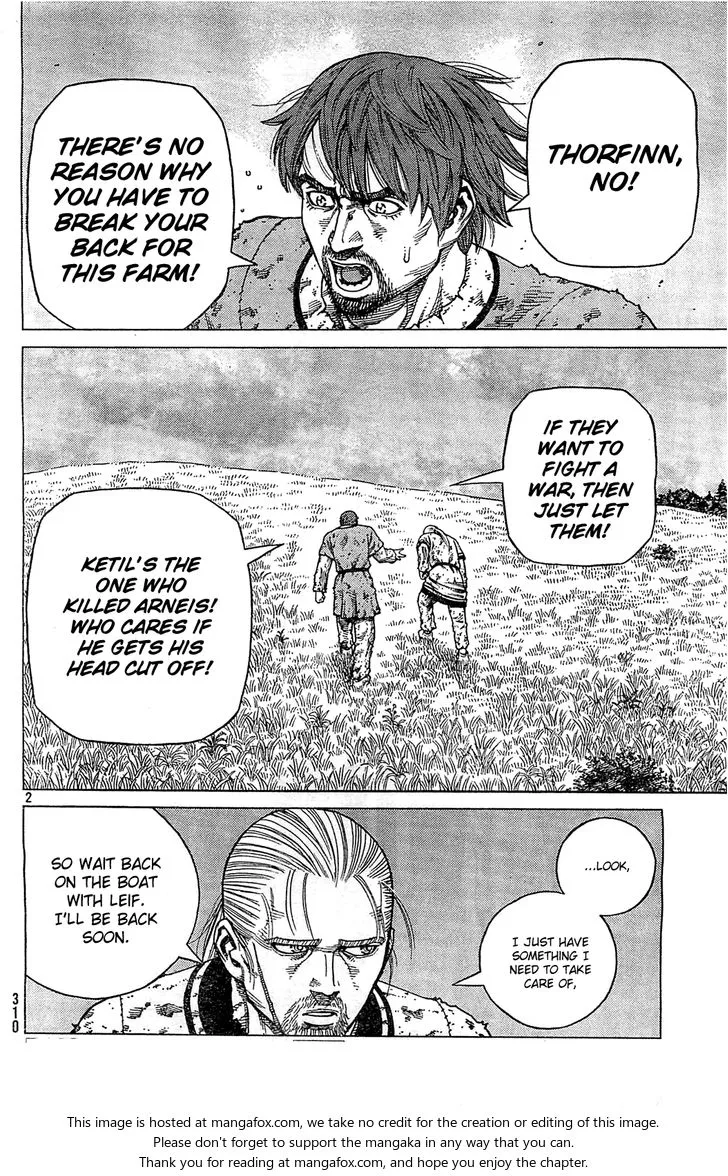 THORFINN,
NO!
THERE'S NO
REASON WHY
YOU HAVE TO
BREAK YOUR
BACK FOR
THIS FARM!
IF THEY
WANT TO
FIGHT A
WAR, THEN
JUST LET
THEM!
KETIL'S THE
ONE WHO
KILLED ARNEIS!
WHO CARES IF
HE GETS HIS
HEAD CUT OFF!
2
...LOOK,
I JUST HAVE
SOMETHING I
NEED TO TAKE
CARE OF,
SO WAIT BACK
ON THE BOAT
WITH LEIF.
I'LL BE BACK
SOON.
310
This image is hosted at mangafox.com, we take no credit for the creation or editing of this image.
Please don't forget to support the mangaka in any way that you can.
Thank you for reading at mangafox.com, and hope you enjoy the chapter.